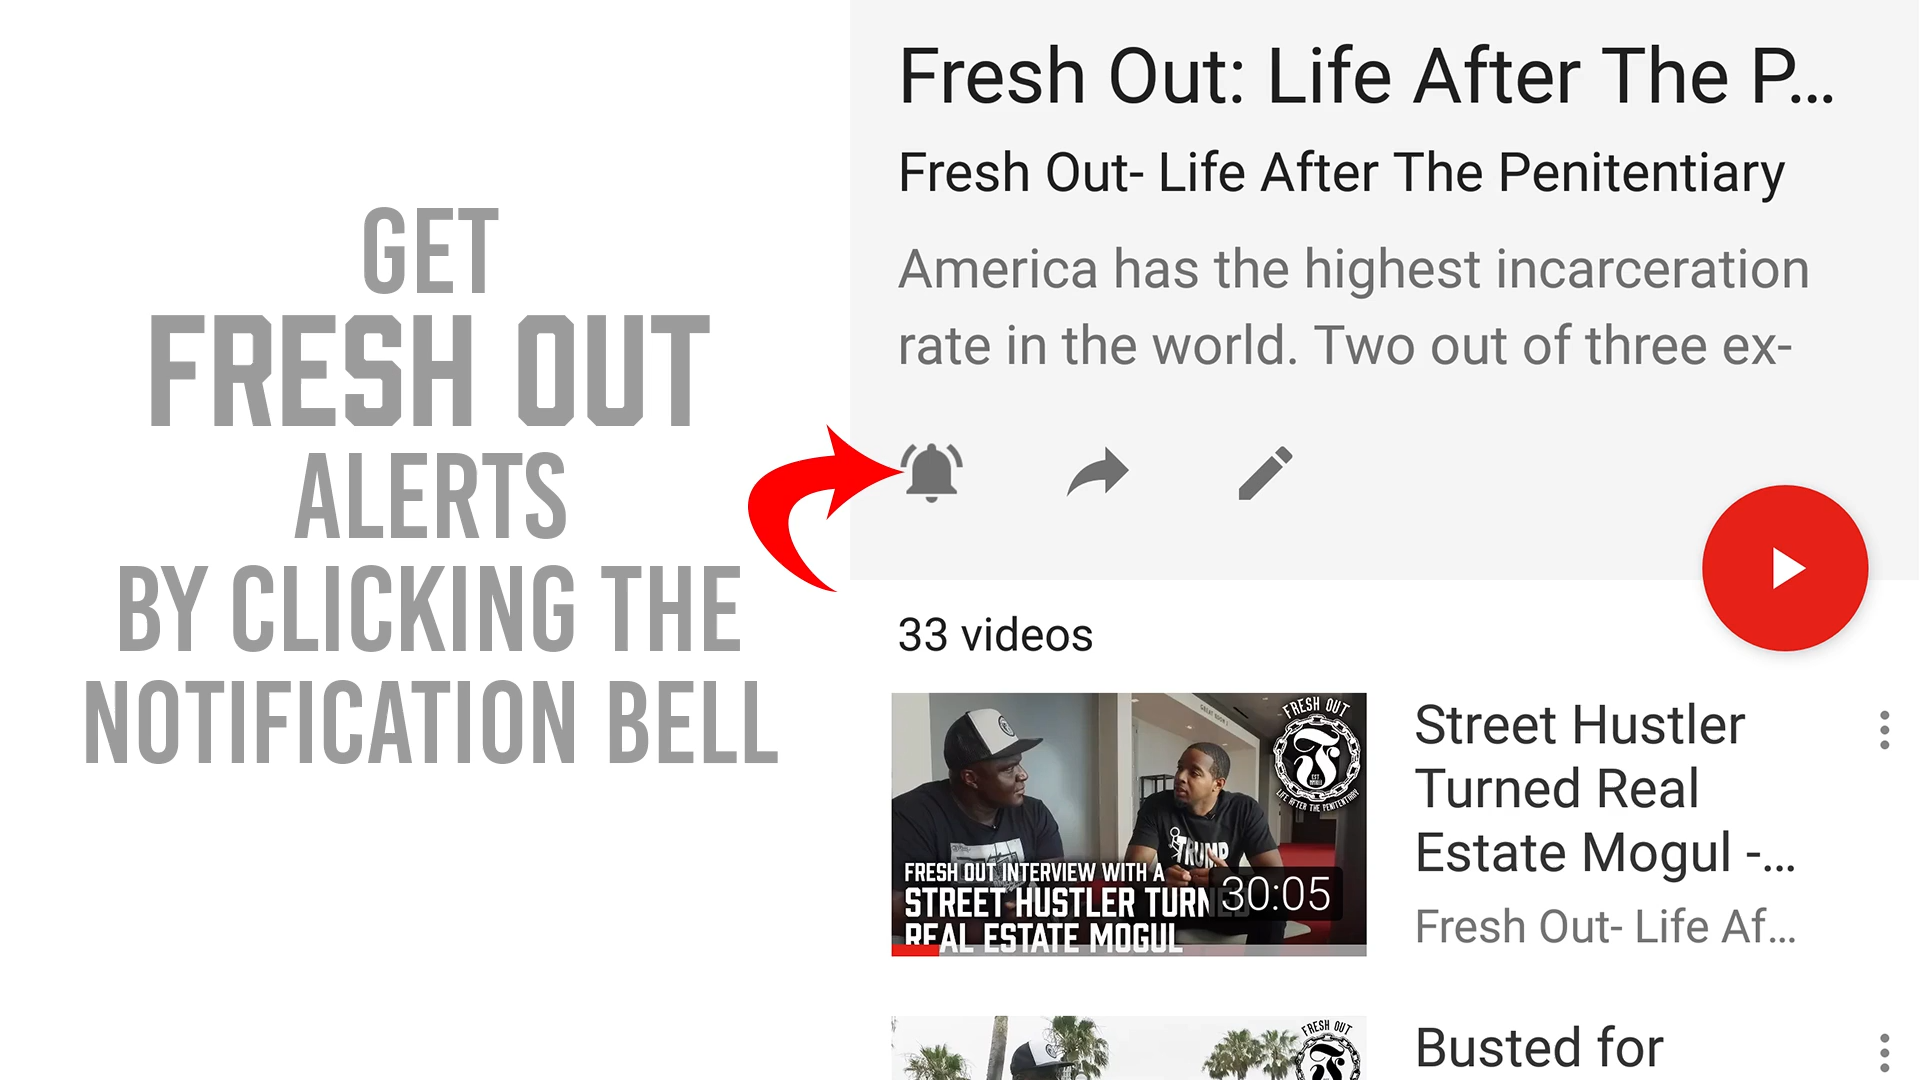 GET
FRESH OUT
ALERTS
BY CLICKING THE
NOTIFICATION BELL
Fresh Out: Life After The P...
Fresh Out- Life After The Penitentiary
America has the highest incarceration
rate in the world. Two out of three ex-
33 videos
FRESH OUT
EST
LIFE AFTER THE PENITENTIARY
TRUMP
FRESH OUT INTERVIEW WITH A
STREET HUSTLER TURNED
REAL ESTATE MOGUL
30:05
Street Hustler
Turned Real
Estate Mogul -...
Fresh Out- Life Af...
FRESH OUT
Busted for